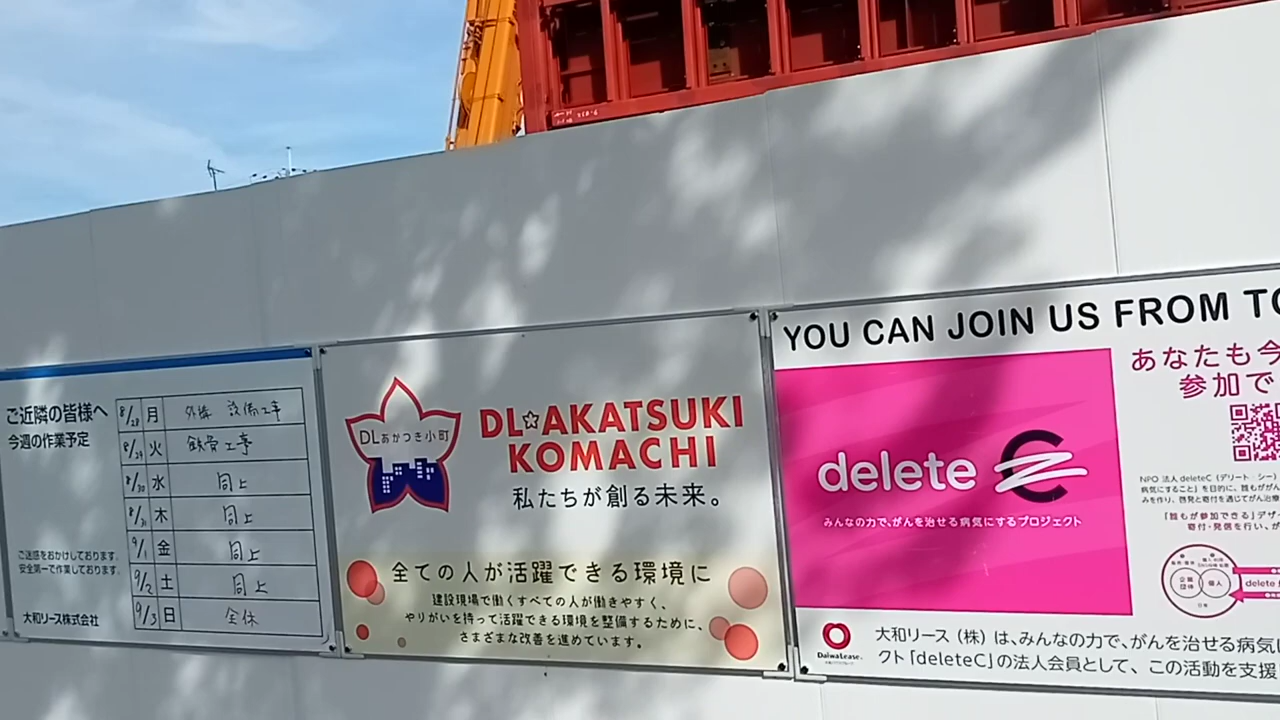 ご近隣の皆様へ
今週の作業予定
8/28 月 外構 設備工事
8/29 火 鉄骨工事
8/30 水 同上
8/31 木 同上
9/1 金 同上
9/2 土 同上
9/3 日 全休
ご迷惑をおかけしております。
安全第一で作業しております。
大和リース株式会社
DLあかつき小町
DL☆AKATSUKI
KOMACHI
私たちが創る未来。
全ての人が活躍できる環境に
建設現場で働くすべての人が働きやすく、
やりがいを持って活躍できる環境を整備するために、
さまざまな改善を進めています。
YOU CAN JOIN US FROM TO
あなたも今
参加で
delete C
みんなの力で、がんを治せる病気にするプロジェクト
NPO 法人 deleteC（デリート・シー）
病気にすること」を目的に、誰もががん
みを作り、啓発と寄付を通じてがん治療
「誰もが参加できる」デザイ
寄付・発信を行い、が
企業
団体
個人
delete
DaiwaLease.
大和リース（株）は、みんなの力で、がんを治せる病気に
クト「deleteC」の法人会員として、この活動を支援